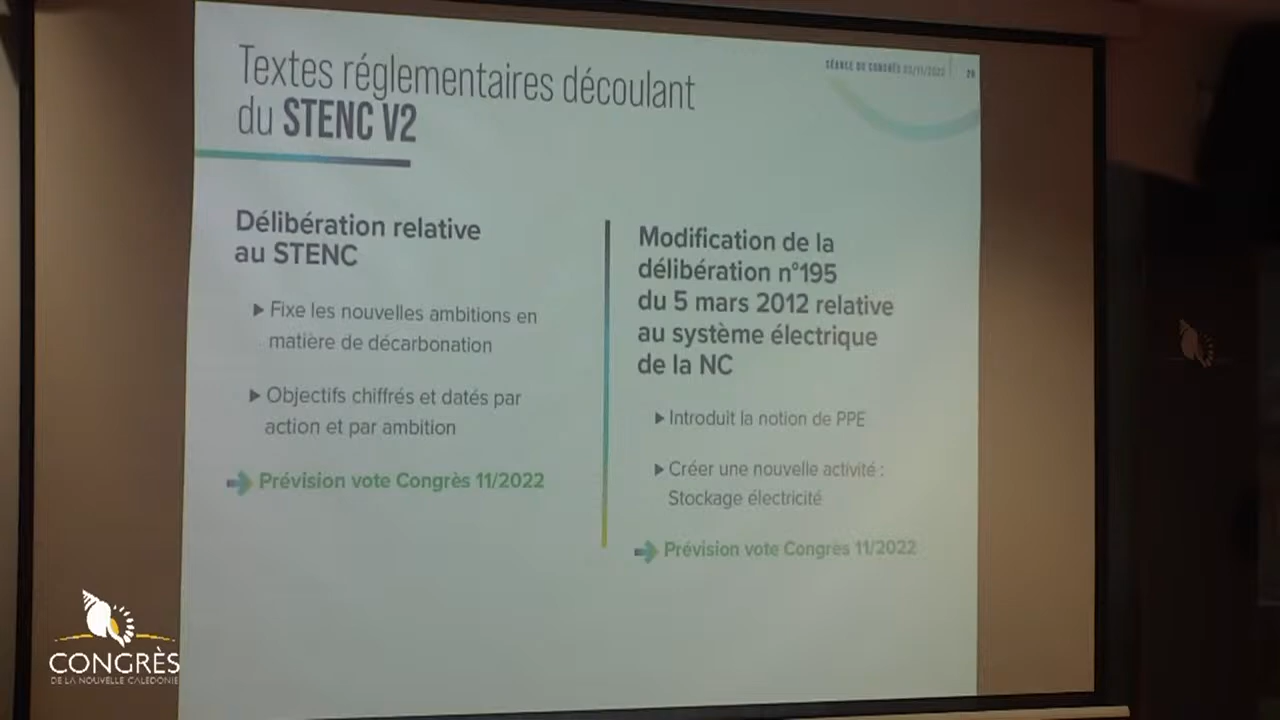 Textes réglementaires découlant
du STENC V2
SÉANCE DU CONGRÈS
Délibération relative
au STENC
Fixe les nouvelles ambitions en
matière de décarbonation
Objectifs chiffrés et datés par
action et par ambition
Prévision vote Congrès 11/2022
Modification de la
délibération n°195
du 5 mars 2012 relative
au système électrique
de la NC
Introduit la notion de PPE
Créer une nouvelle activité :
Stockage électricité
Prévision vote Congrès 11/2022
CONGRÈS
DE LA NOUVELLE CALÉDONIE